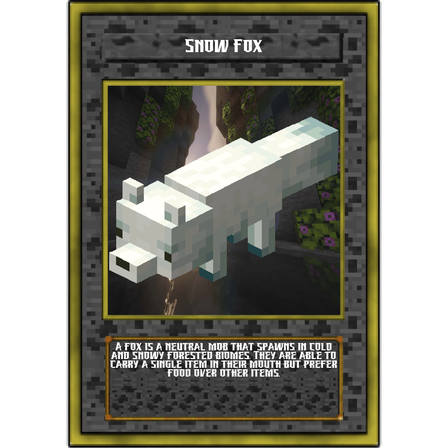 SNOW FOX
A FOX IS A NEUTRAL MOB THAT SPAWNS IN COLD
AND SNOWY FORESTED BIOMES. THEY ARE ABLE TO
CARRY A SINGLE ITEM IN THEIR MOUTH BUT PREFER
FOOD OVER OTHER ITEMS.